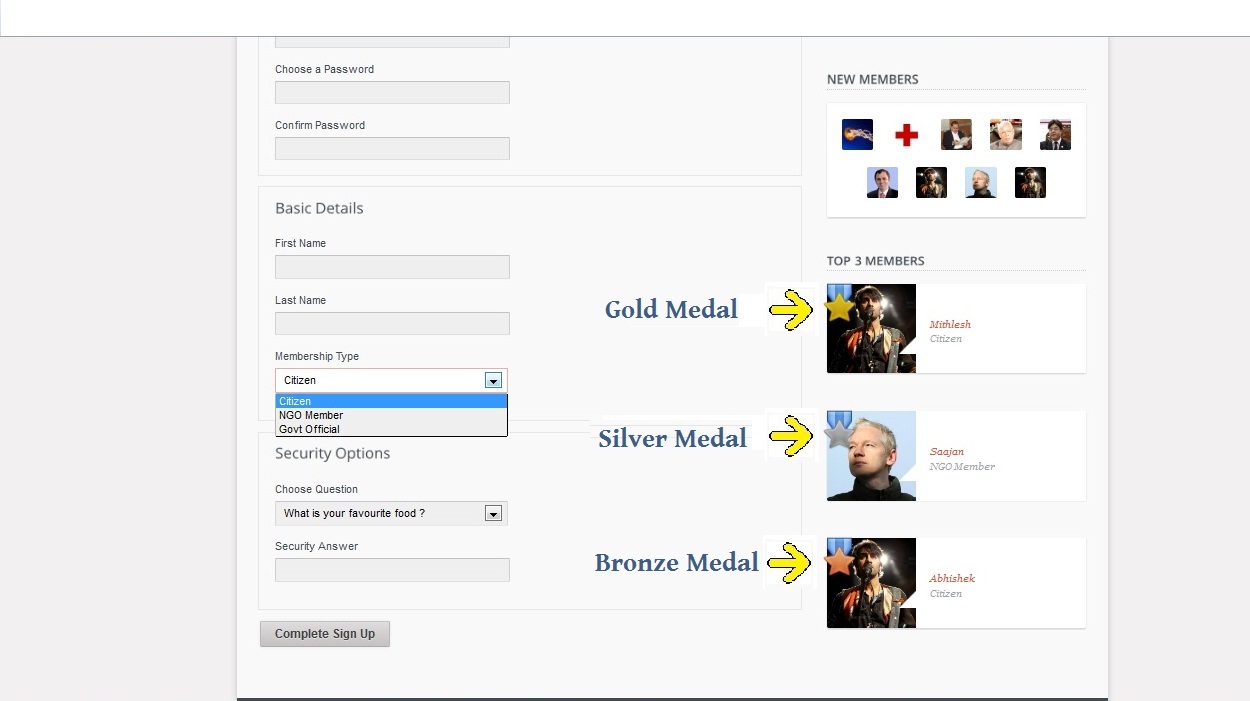 Choose a Password
Confirm Password
Basic Details
First Name
Last Name
Membership Type
Citizen
Citizen
NGO Member
Govt Official
Security Options
Choose Question
What is your favourite food ?
Security Answer
Complete Sign Up
Gold Medal
Silver Medal
Bronze Medal
NEW MEMBERS
TOP 3 MEMBERS
Mithlesh
Citizen
Saajan
NGO Member
Abhishek
Citizen